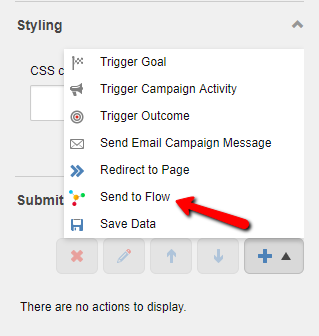 Styling
CSS c
Trigger Goal
Trigger Campaign Activity
Trigger Outcome
Send Email Campaign Message
Redirect to Page
Send to Flow
Save Data
Submit
There are no actions to display.